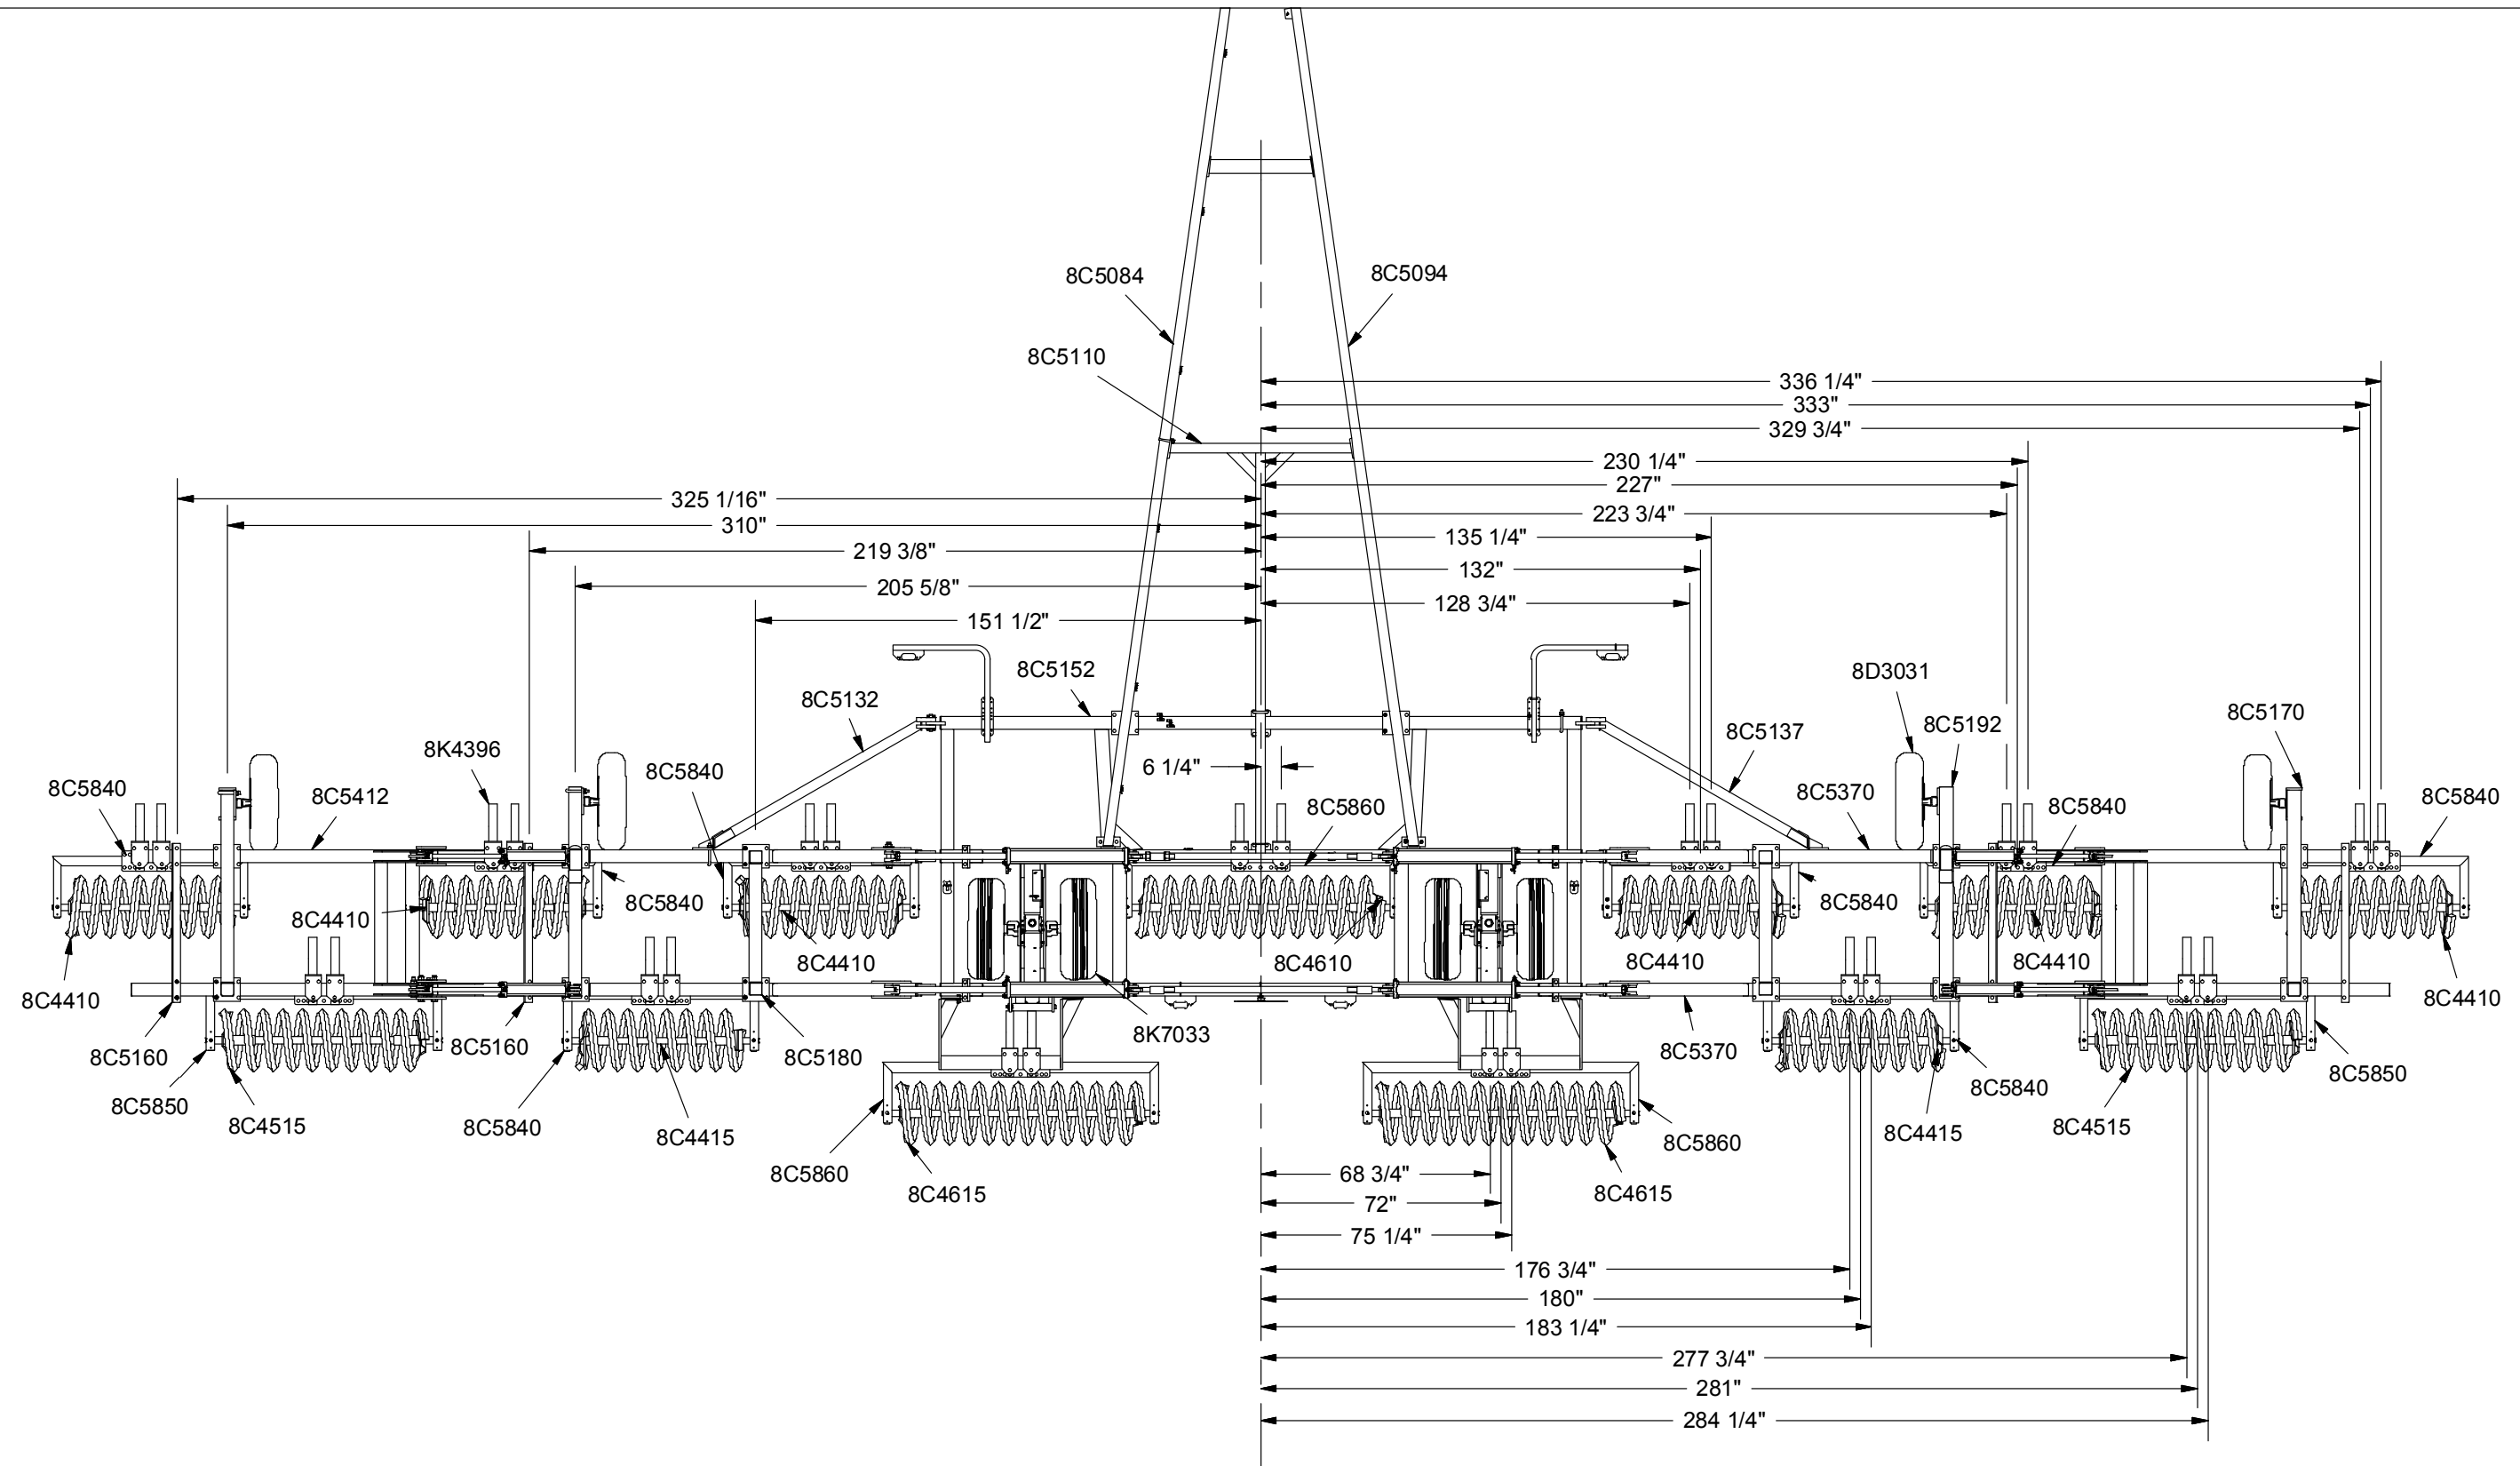 8C5084
8C5094
8C5110
336 1/4"
333"
329 3/4"
230 1/4"
325 1/16"
227"
310"
223 3/4"
135 1/4"
219 3/8"
132"
205 5/8"
128 3/4"
151 1/2"
8C5152
8D3031
8C5132
8C5192
8C5170
8C5137
8K4396
8C5840
6 1/4"
8C5840
8C5412
8C5860
8C5370
8C5840
8C5840
8C4410
8C5840
8C5840
8C4410
8C4610
8C4410
8C4410
8C4410
8C4410
8K7033
8C5160
8C5160
8C5180
8C5370
8C5850
8C5840
8C5850
8C4515
8C5840
8C4415
8C4415
8C4515
8C5860
8C5860
8C4615
68 3/4"
8C4615
72"
75 1/4"
176 3/4"
180"
183 1/4"
277 3/4"
281"
284 1/4"